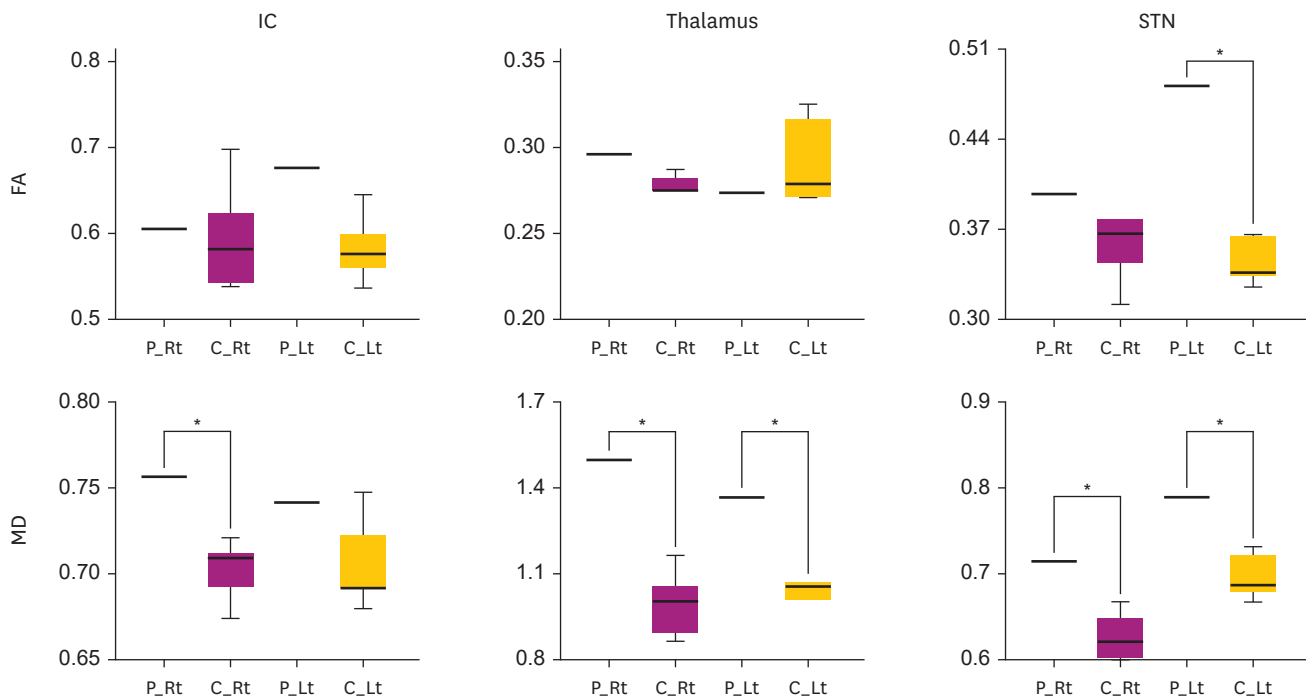 IC
Thalamus
STN
FA
0.8
0.7
0.6
0.5
P_Rt C_Rt P_Lt C_Lt
0.35
0.30
0.25
0.20
P_Rt C_Rt P_Lt C_Lt
0.51
0.44
0.37
0.30
*
P_Rt C_Rt P_Lt C_Lt
MD
0.80
0.75
0.70
0.65
*
P_Rt C_Rt P_Lt C_Lt
1.7
1.4
1.1
0.8
* *
P_Rt C_Rt P_Lt C_Lt
0.9
0.8
0.7
0.6
*
*
P_Rt C_Rt P_Lt C_Lt